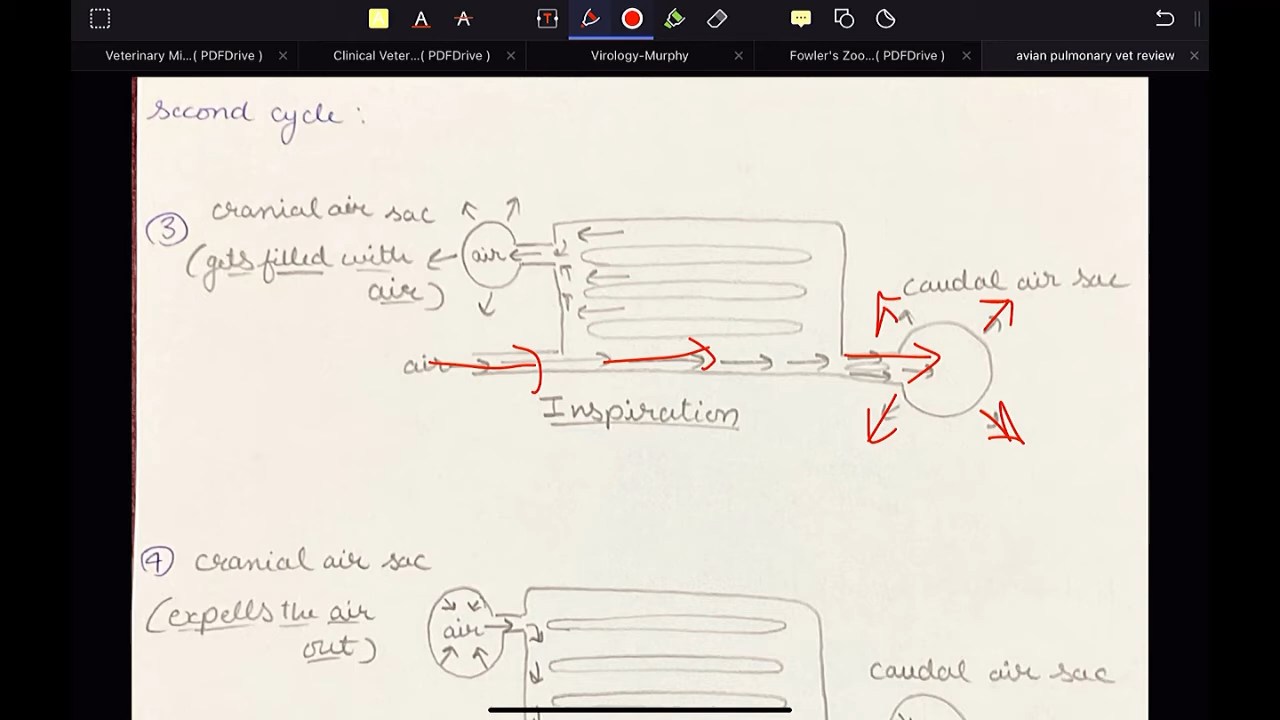 A A A T
Veterinary Mi...( PDFDrive )
Clinical Veter...( PDFDrive )
Virology-Murphy
Fowler's Zoo...( PDFDrive )
avian pulmonary vet review
second cycle :
③ cranial air sac
(gets filled with
air)
air
caudal air sac
air
Inspiration
④ cranial air sac
(expells the air
out)
air
caudal air sac